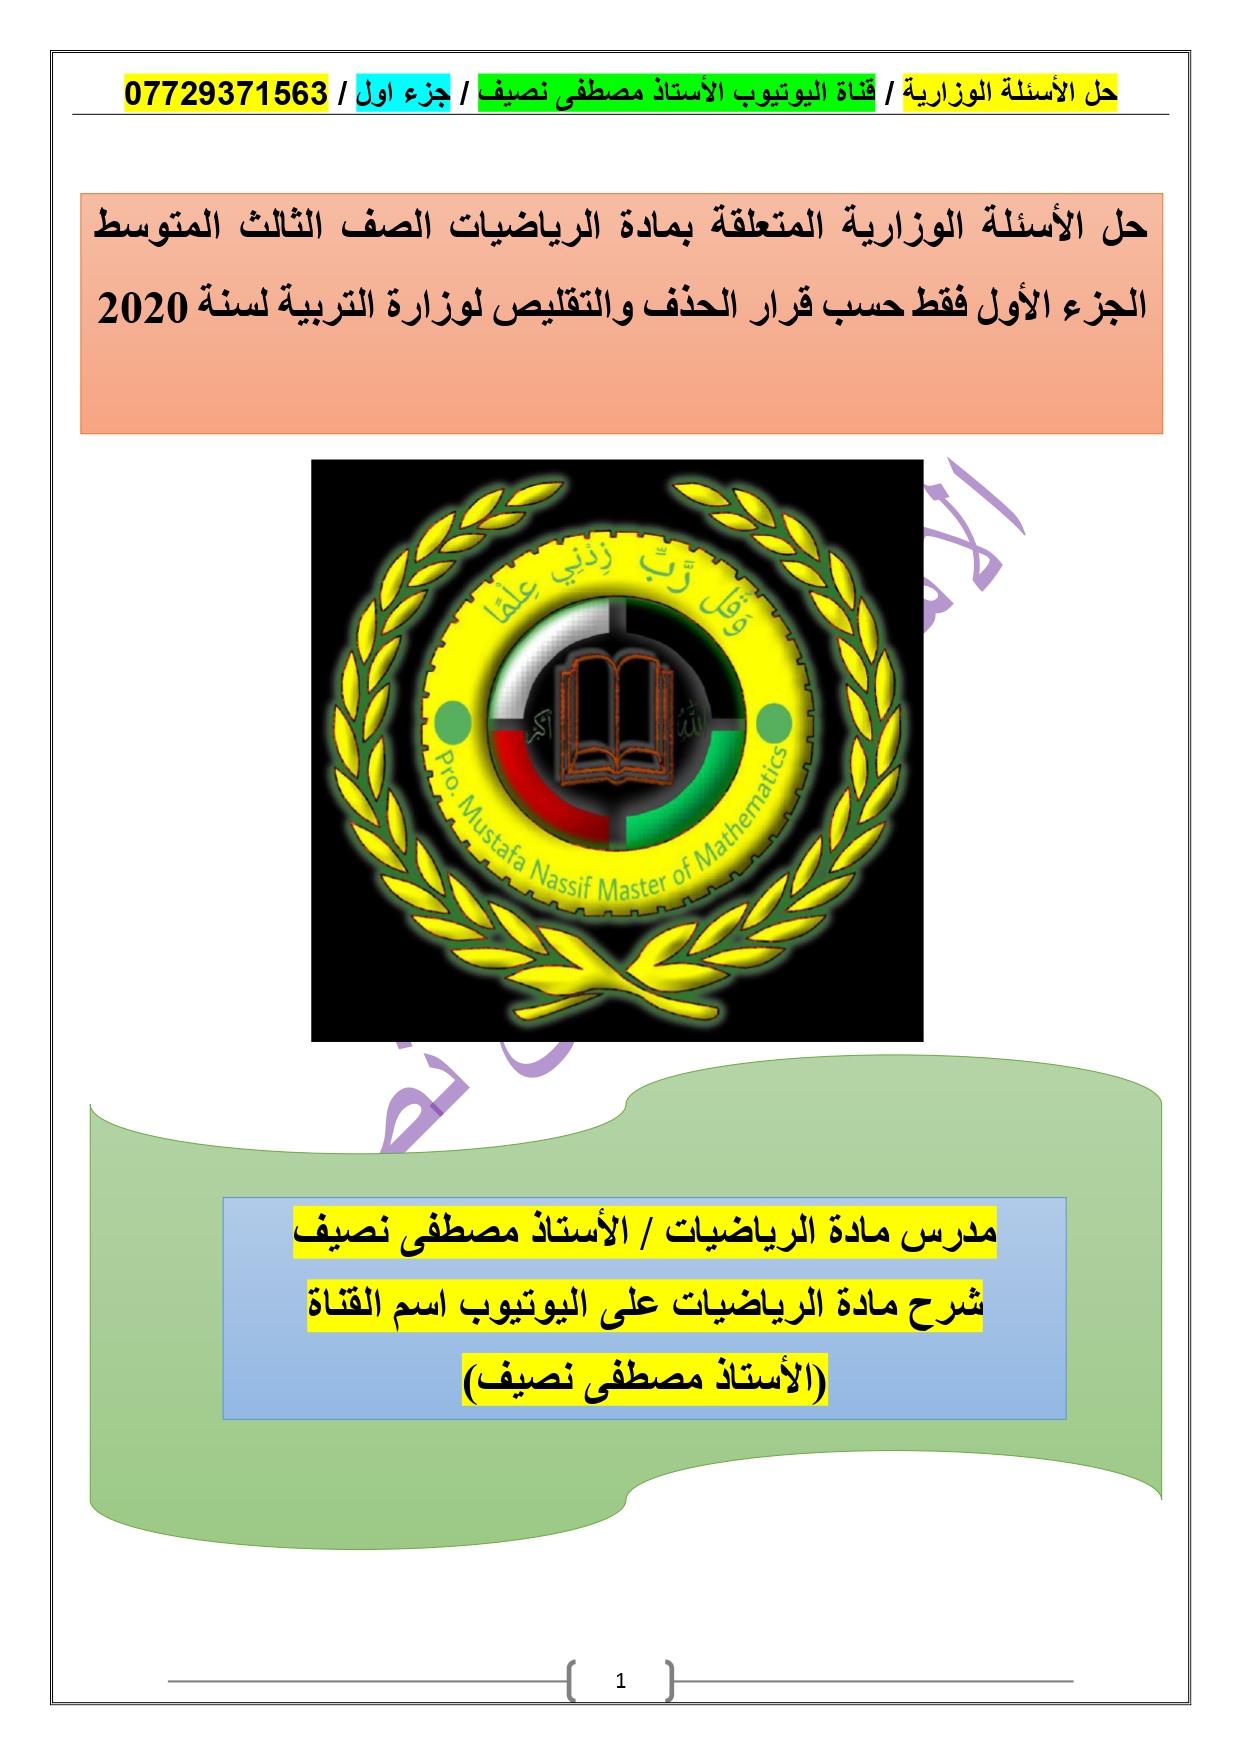 حل الأسئلة الوزارية / قناة اليوتيوب الأستاذ مصطفى نصيف / جزء اول / 07729371563
حل الأسئلة الوزارية المتعلقة بمادة الرياضيات الصف الثالث المتوسط
الجزء الأول فقط حسب قرار الحذف والتقليص لوزارة التربية لسنة 2020
وَقُل رَّبِّ زِدْنِي عِلْمًا
اللہ أكبر
Pro. Mustafa Nassif Master of Mathematics
مدرس مادة الرياضيات / الأستاذ مصطفى نصيف
شرح مادة الرياضيات على اليوتيوب اسم القناة
(الأستاذ مصطفى نصيف)
1